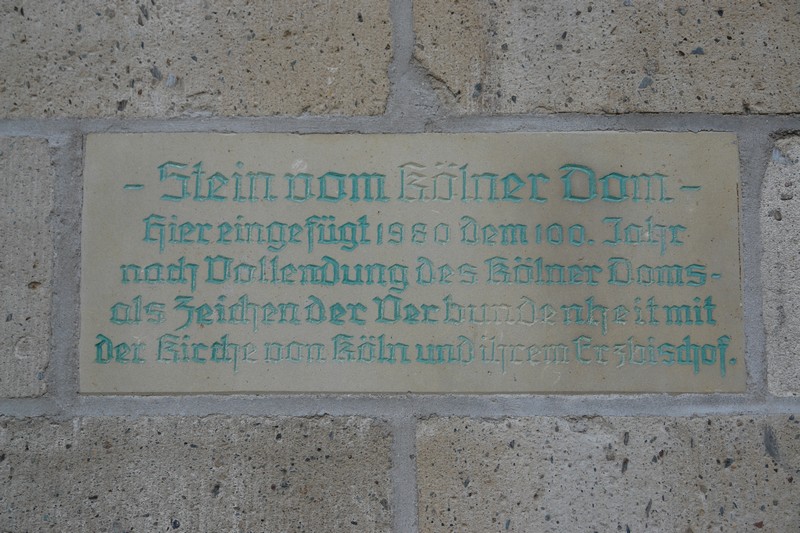 - Stein vom Kölner Dom -
Hier eingefügt 1980 dem 100. Jahr
nach Vollendung des Kölner Doms-
als Zeichen der Verbundenheit mit
der Kirche von Köln und ihrem Erzbischof.